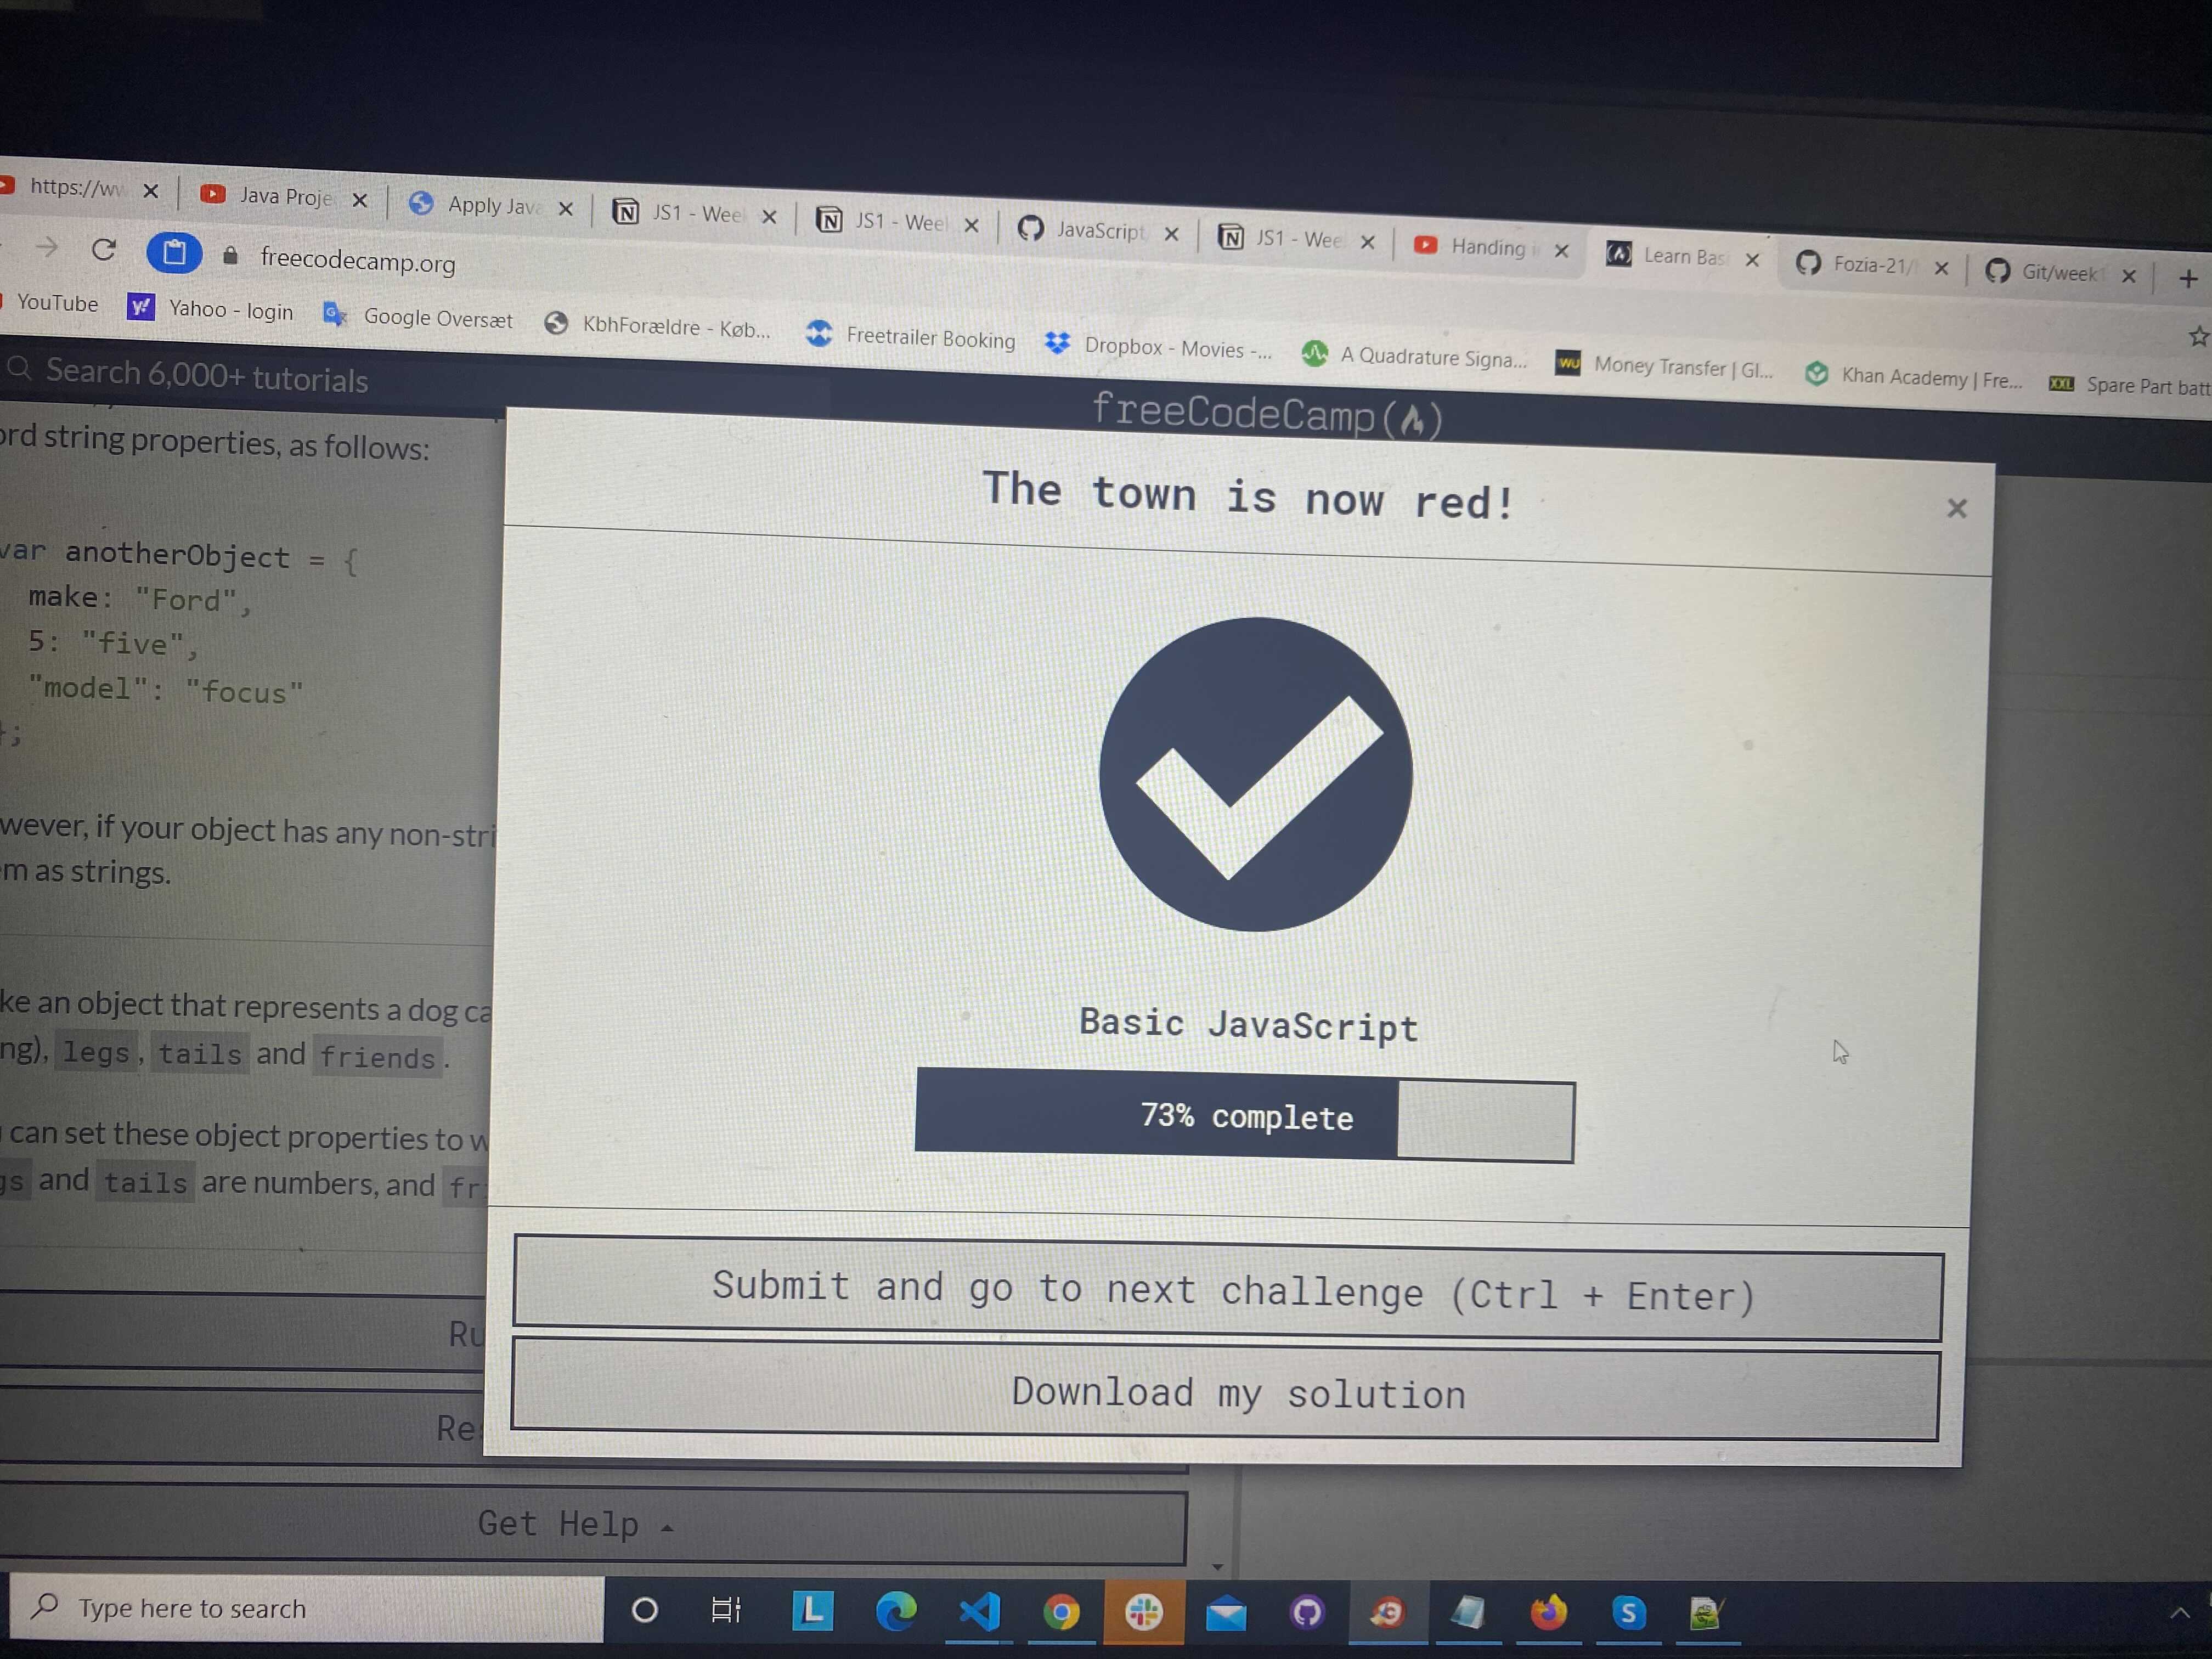 https://ww
Java Proje
Apply Java
JS1 - Wee
JS1 - Weel
JavaScript
JS1 - Wee
Handing
Learn Bas
Fozia-21/
Git/week
freecodecamp.org
YouTube
Yahoo - login
Google Oversæt
KbhForældre - Køb...
Freetrailer Booking
Dropbox - Movies -...
A Quadrature Signa...
Money Transfer | Gl...
Khan Academy | Fre...
Spare Part batt
Search 6,000+ tutorials
freeCodeCamp
ord string properties, as follows:
var anotherObject = {
make: "Ford",
5: "five",
"model": "focus"
};
wever, if your object has any non-stri
m as strings.
ke an object that represents a dog ca
ng), legs, tails and friends.
can set these object properties to w
gs and tails are numbers, and fr
Ru
Re
Get Help
The town is now red!
Basic JavaScript
73% complete
Submit and go to next challenge (Ctrl + Enter)
Download my solution
Type here to search